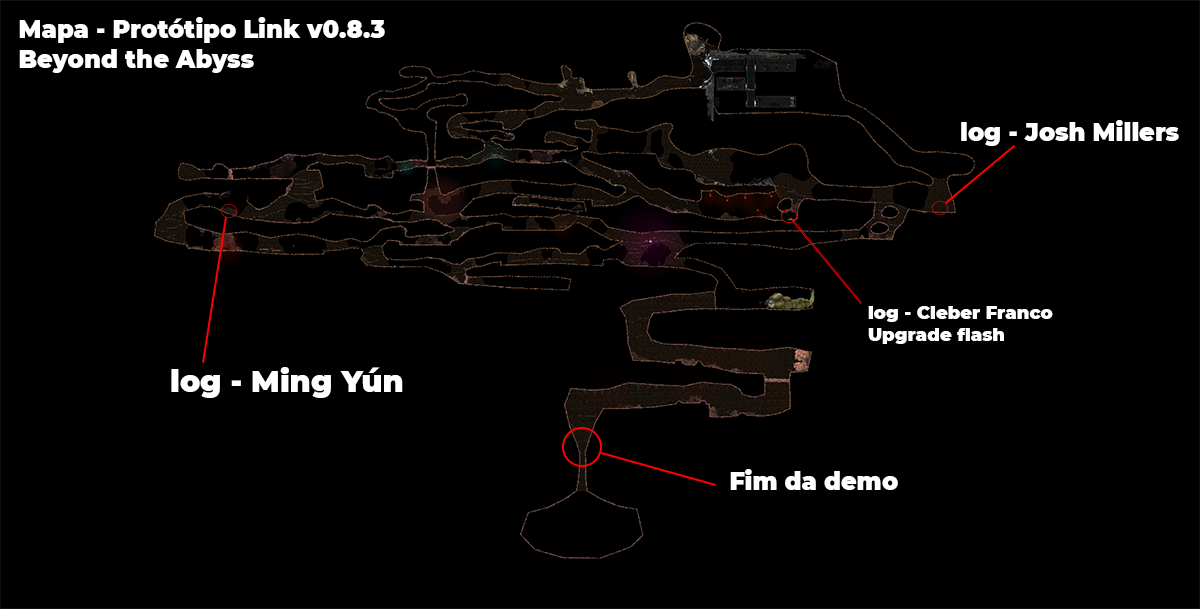 Mapa - Protótipo Link v0.8.3
Beyond the Abyss
log - Josh Millers
log - Cleber Franco
Upgrade flash
log - Ming Yún
Fim da demo